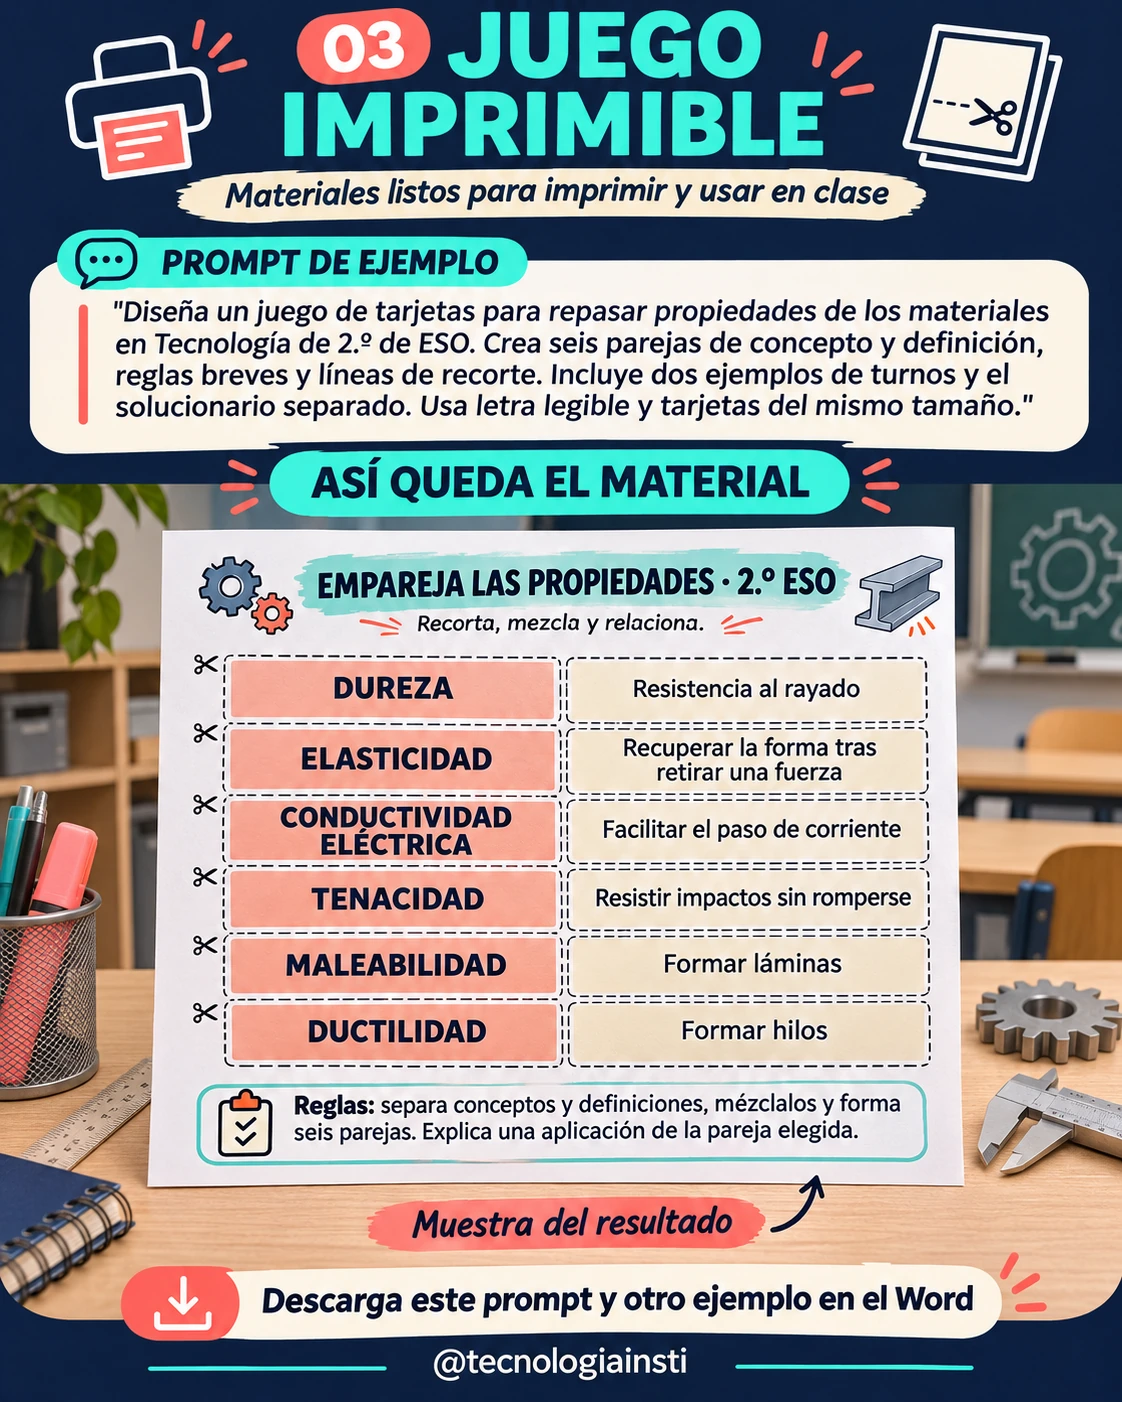 03 JUEGO
IMPRIMIBLE
Materiales listos para imprimir y usar en clase
PROMPT DE EJEMPLO
"Diseña un juego de tarjetas para repasar propiedades de los materiales
en Tecnología de 2.º de ESO. Crea seis parejas de concepto y definición,
reglas breves y líneas de recorte. Incluye dos ejemplos de turnos y el
solucionario separado. Usa letra legible y tarjetas del mismo tamaño."
ASÍ QUEDA EL MATERIAL
EMPAREJA LAS PROPIEDADES · 2.º ESO
Recorta, mezcla y relaciona.
DUREZA
Resistencia al rayado
ELASTICIDAD
Recuperar la forma tras
retirar una fuerza
CONDUCTIVIDAD
ELÉCTRICA
Facilitar el paso de corriente
TENACIDAD
Resistir impactos sin romperse
MALEABILIDAD
Formar láminas
DUCTILIDAD
Formar hilos
Reglas: separa conceptos y definiciones, mézclalos y forma
seis parejas. Explica una aplicación de la pareja elegida.
Muestra del resultado
Descarga este prompt y otro ejemplo en el Word
@tecnologiainsti